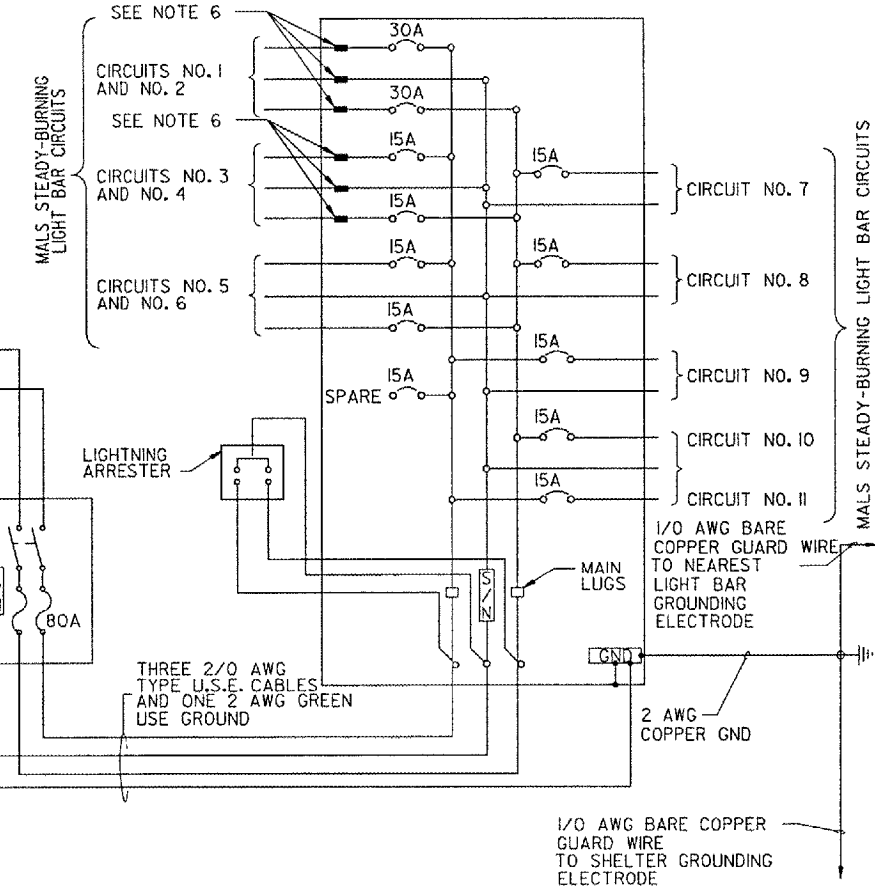 SEE NOTE 6
30A
CIRCUITS NO. 1
AND NO. 2
30A
SEE NOTE 6
15A
CIRCUITS NO. 3
AND NO. 4
15A
MALS STEADY-BURNING
LIGHT BAR CIRCUITS
15A
CIRCUITS NO. 5
AND NO. 6
15A
SPARE
15A
15A
CIRCUIT NO. 7
15A
CIRCUIT NO. 8
15A
CIRCUIT NO. 9
15A
CIRCUIT NO. 10
15A
CIRCUIT NO. 11
MALS STEADY-BURNING LIGHT BAR CIRCUITS
LIGHTNING
ARRESTER
1/0 AWG BARE
COPPER GUARD WIRE
TO NEAREST
LIGHT BAR
GROUNDING
ELECTRODE
MAIN
LUGS
S/N
80A
GND
THREE 2/0 AWG
TYPE U.S.E. CABLES
AND ONE 2 AWG GREEN
USE GROUND
2 AWG
COPPER GND
1/0 AWG BARE COPPER
GUARD WIRE
TO SHELTER GROUNDING
ELECTRODE